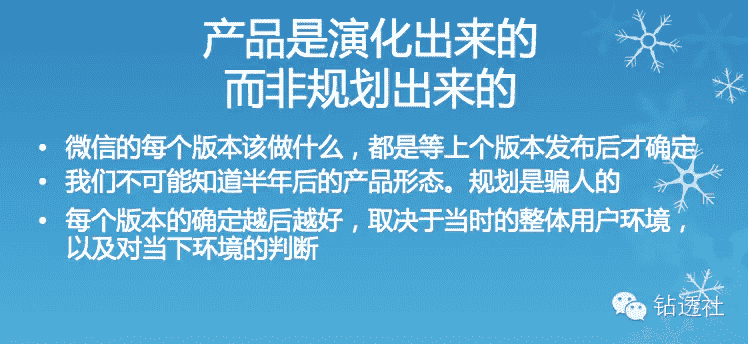 产品是演化出来的
而非规划出来的
• 微信的每个版本该做什么，都是等上个版本发布后才确定
• 我们不可能知道半年后的产品形态。规划是骗人的
• 每个版本的确定越后越好，取决于当时的整体用户环境，
以及对当下环境的判断
钻透社